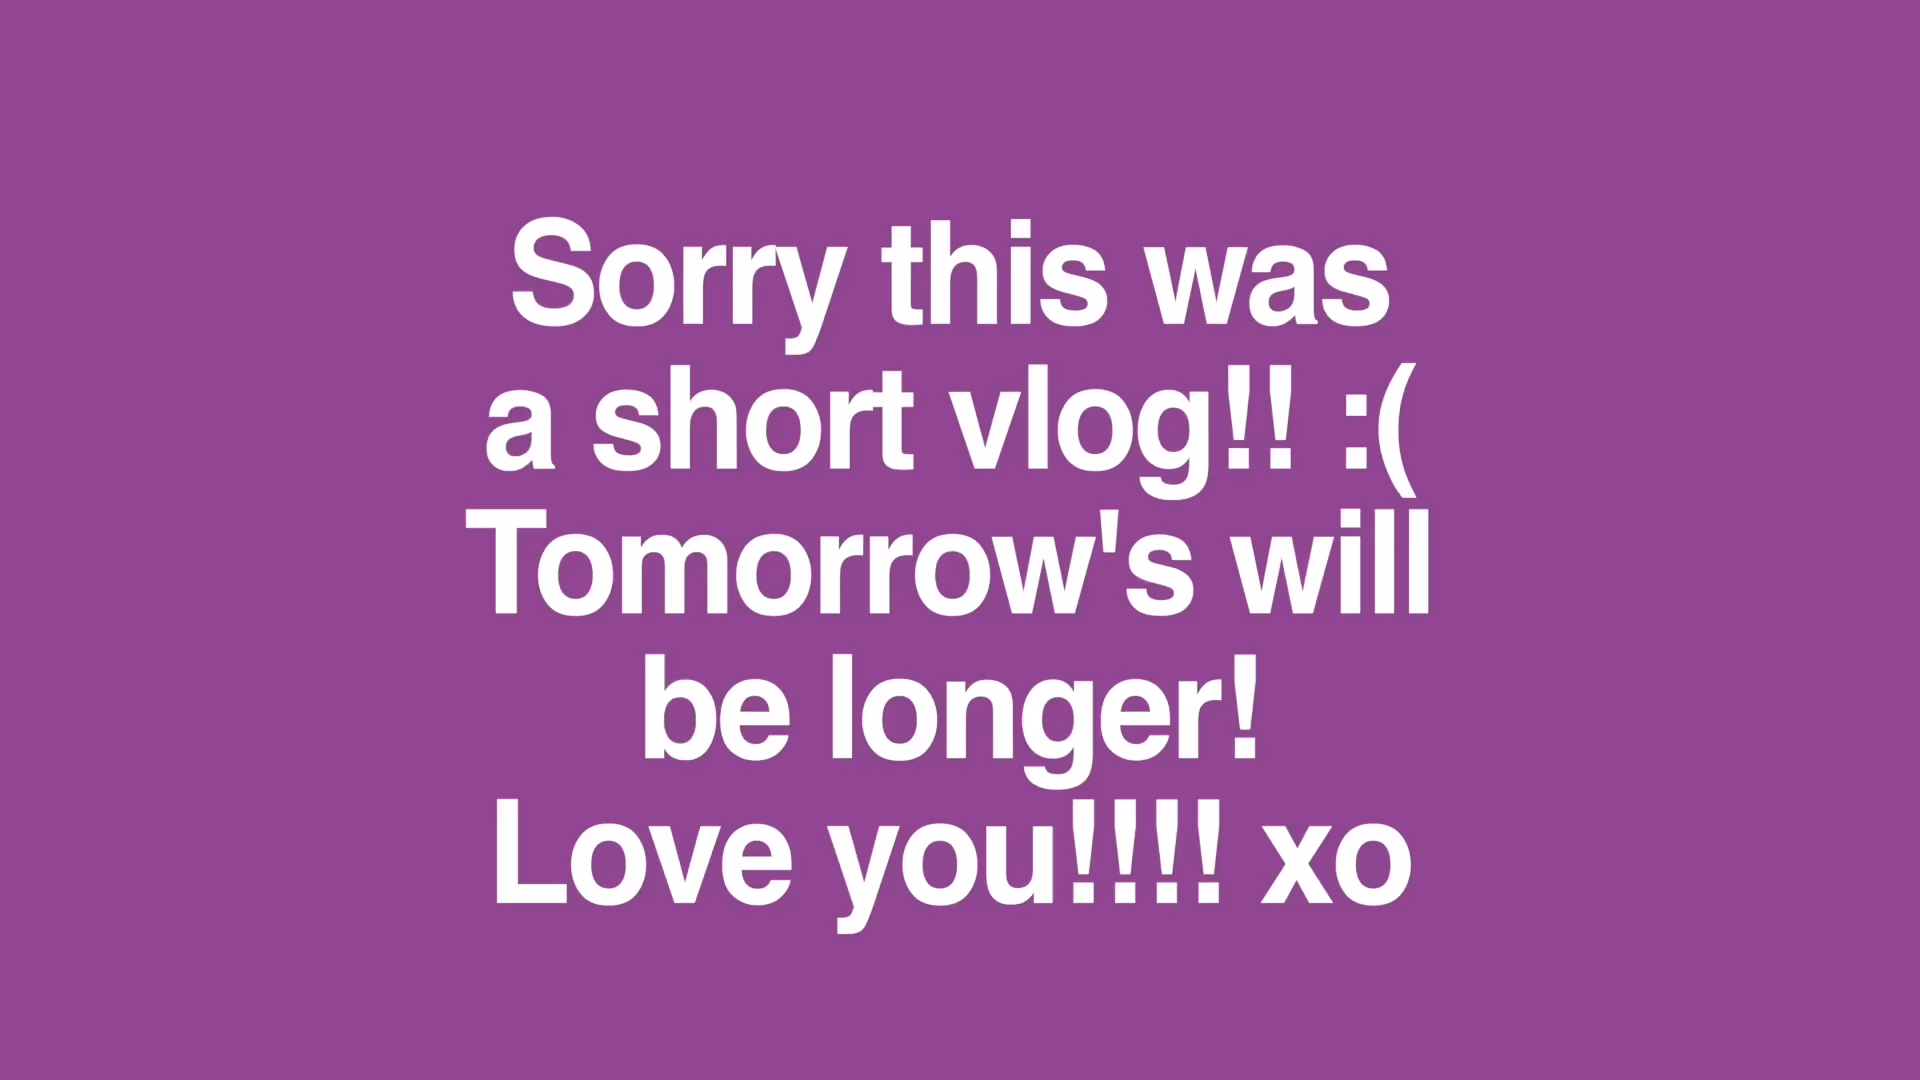 Sorry this was
a short vlog!! :(
Tomorrow's will
be longer!
Love you!!!! xo